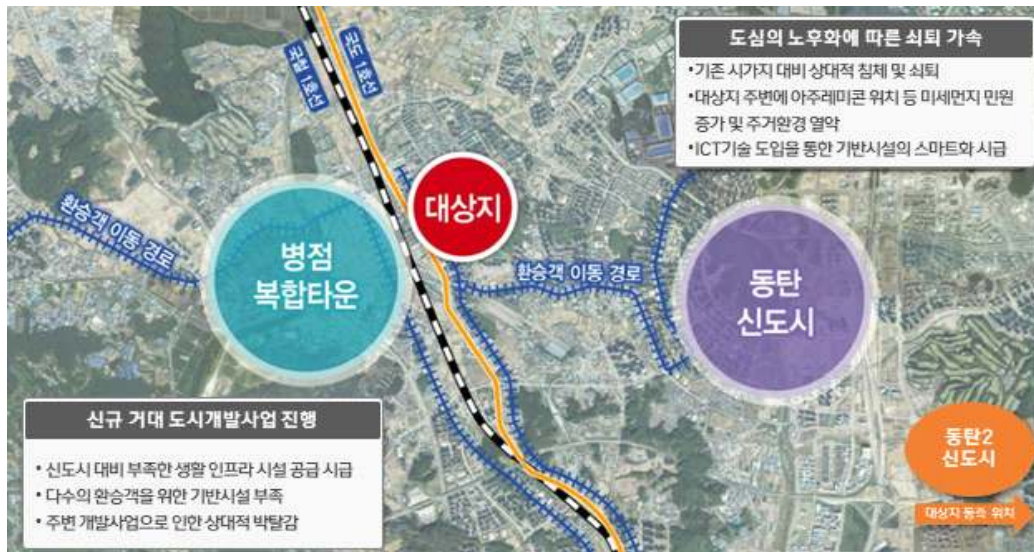 국철 1호선
국도 1호선
도심의 노후화에 따른 쇠퇴 가속
•기존 시가지 대비 상대적 침체 및 쇠퇴
•대상지 주변에 아주레미콘 위치 등 미세먼지 민원
증가 및 주거환경 열악
•ICT기술 도입을 통한 기반시설의 스마트화 시급
대상지
환승객 이동 경로
병점
복합타운
환승객 이동 경로
동탄
신도시
신규 거대 도시개발사업 진행
• 신도시 대비 부족한 생활 인프라 시설 공급 시급
• 다수의 환승객을 위한 기반시설 부족
• 주변 개발사업으로 인한 상대적 박탈감
동탄2
신도시
대상지 동측 위치